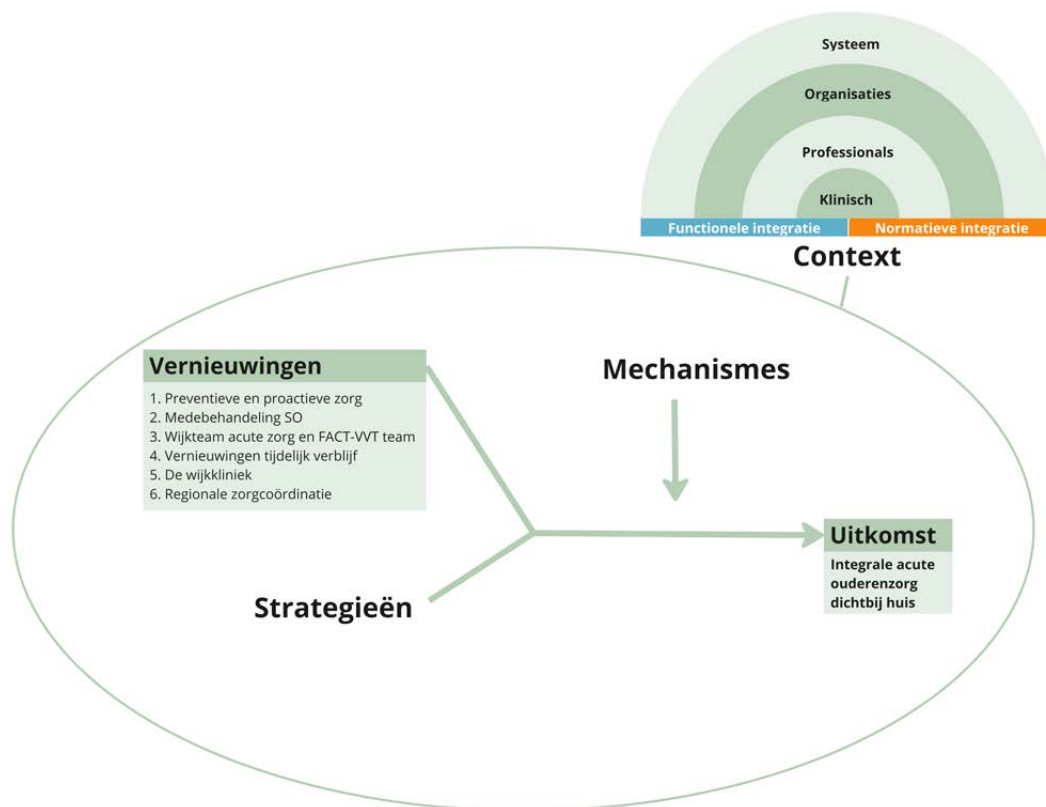 Systeem
Organisaties
Professionals
Klinisch
Functionele integratie
Normatieve integratie
Context
Vernieuwingen
1. Preventieve en proactieve zorg
2. Medebehandeling SO
3. Wijkteam acute zorg en FACT-VVT team
4. Vernieuwingen tijdelijk verblijf
5. De wijkkliniek
6. Regionale zorgcoördinatie
Mechanismes
Strategieën
Uitkomst
Integrale acute
ouderenzorg
dichtbij huis